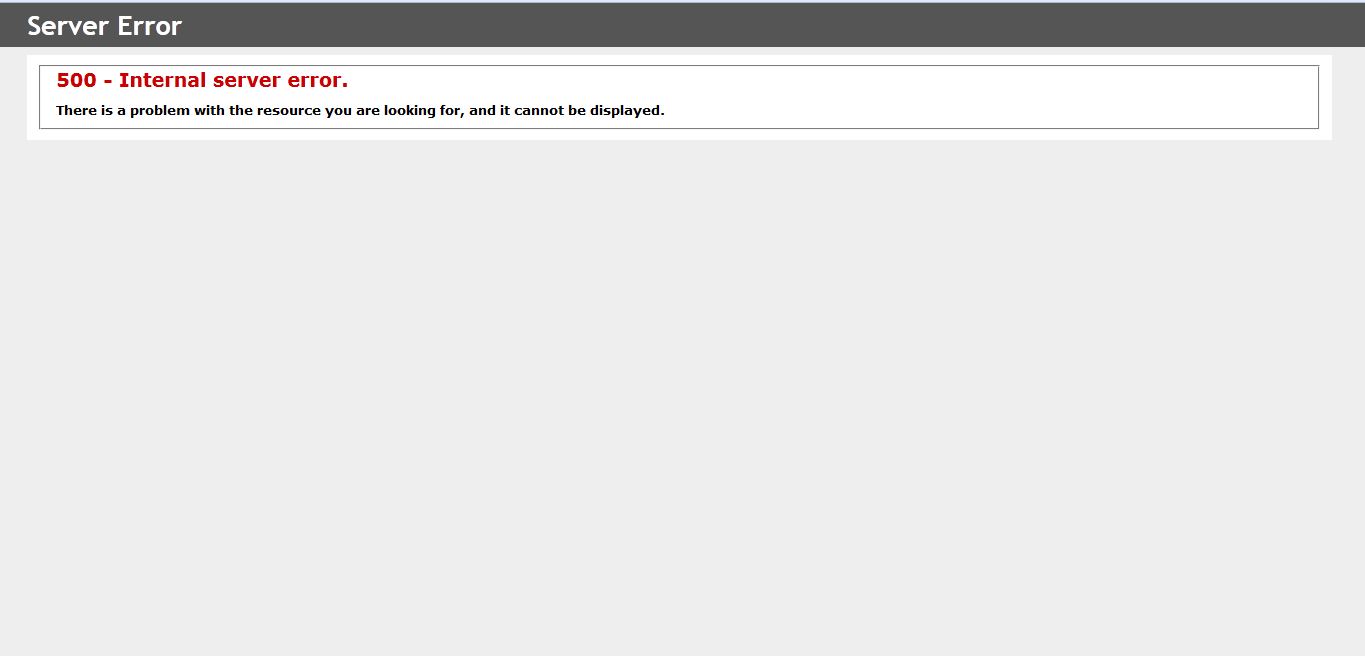 Server Error
500 - Internal server error.
There is a problem with the resource you are looking for, and it cannot be displayed.